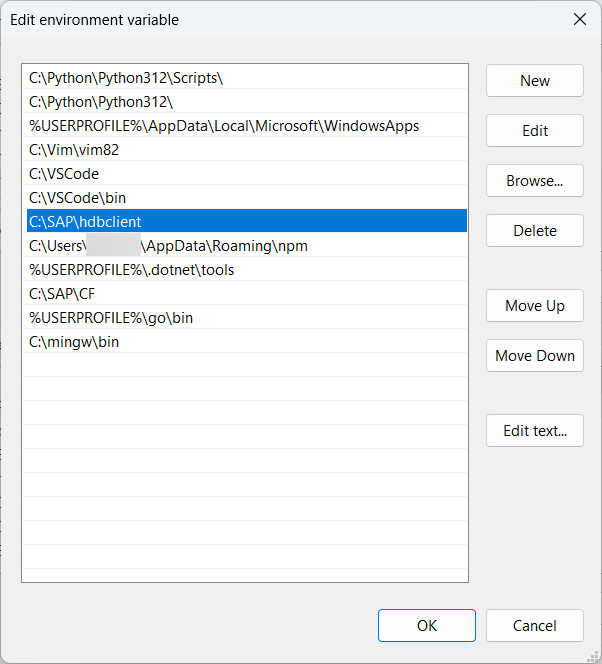 Edit environment variable
C:\Python\Python312\Scripts\
New
C:\Python\Python312\
%USERPROFILE%\AppData\Local\Microsoft\WindowsApps
Edit
C:\Vim\vim82
C:\VSCode
Browse...
C:\VSCode\bin
C:\SAP\hdbclient
Delete
C:\Users\ \AppData\Roaming\npm
%USERPROFILE%\.dotnet\tools
C:\SAP\CF
Move Up
%USERPROFILE%\go\bin
C:\mingw\bin
Move Down
Edit text...
OK
Cancel